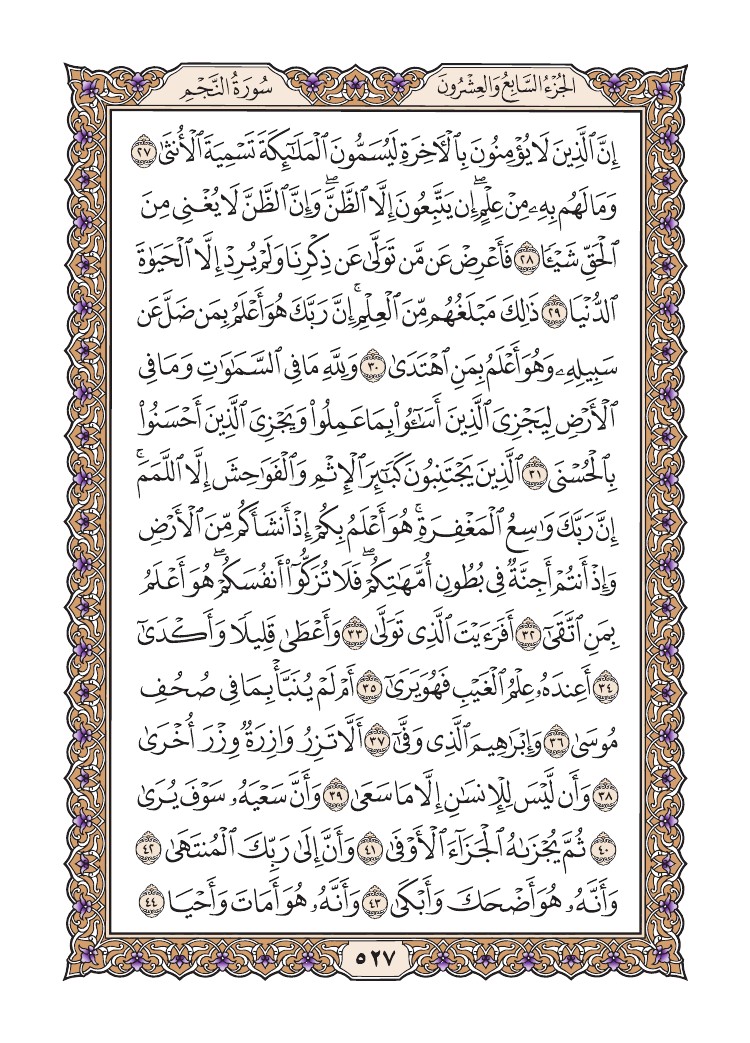 الجُزْءُ السَّابِعُ وَالعِشْرُونَ
سُورَةُ النَّجْمِ
إِنَّ ٱلَّذِينَ لَا يُؤْمِنُونَ بِٱلْأٓخِرَةِ لَيُسَمُّونَ ٱلْمَلَٰٓئِكَةَ تَسْمِيَةَ ٱلْأُنثَىٰ ٢٧
وَمَا لَهُم بِهِۦ مِنْ عِلْمٍۖ إِن يَتَّبِعُونَ إِلَّا ٱلظَّنَّۖ وَإِنَّ ٱلظَّنَّ لَا يُغْنِى مِنَ
ٱلْحَقِّ شَيْـًٔا ٢٨ فَأَعْرِضْ عَن مَّن تَوَلَّىٰ عَن ذِكْرِنَا وَلَمْ يُرِدْ إِلَّا ٱلْحَيَوٰةَ
ٱلدُّنْيَا ٢٩ ذَٰلِكَ مَبْلَغُهُم مِّنَ ٱلْعِلْمِۚ إِنَّ رَبَّكَ هُوَ أَعْلَمُ بِمَن ضَلَّ عَن
سَبِيلِهِۦ وَهُوَ أَعْلَمُ بِمَنِ ٱهْتَدَىٰ ٣٠ وَلِلَّهِ مَا فِى ٱلسَّمَٰوَٰتِ وَمَا فِى
ٱلْأَرْضِ لِيَجْزِىَ ٱلَّذِينَ أَسَٰٓـُٔوا۟ بِمَا عَمِلُوا۟ وَيَجْزِىَ ٱلَّذِينَ أَحْسَنُوا۟
بِٱلْحُسْنَى ٣١ ٱلَّذِينَ يَجْتَنِبُونَ كَبَٰٓئِرَ ٱلْإِثْمِ وَٱلْفَوَٰحِشَ إِلَّا ٱللَّمَمَۚ
إِنَّ رَبَّكَ وَٰسِعُ ٱلْمَغْفِرَةِۚ هُوَ أَعْلَمُ بِكُمْ إِذْ أَنشَأَكُم مِّنَ ٱلْأَرْضِ
وَإِذْ أَنتُمْ أَجِنَّةٌ فِى بُطُونِ أُمَّهَٰتِكُمْۖ فَلَا تُزَكُّوٓا۟ أَنفُسَكُمْۖ هُوَ أَعْلَمُ
بِمَنِ ٱتَّقَىٰٓ ٣٢ أَفَرَءَيْتَ ٱلَّذِى تَوَلَّىٰ ٣٣ وَأَعْطَىٰ قَلِيلًا وَأَكْدَىٰٓ
٣٤ أَعِندَهُۥ عِلْمُ ٱلْغَيْبِ فَهُوَ يَرَىٰٓ ٣٥ أَمْ لَمْ يُنَبَّأْ بِمَا فِى صُحُفِ
مُوسَىٰ ٣٦ وَإِبْرَٰهِيمَ ٱلَّذِى وَفَّىٰٓ ٣٧ أَلَّا تَزِرُ وَازِرَةٌ وِزْرَ أُخْرَىٰ
٣٨ وَأَن لَّيْسَ لِلْإِنسَٰنِ إِلَّا مَا سَعَىٰ ٣٩ وَأَنَّ سَعْيَهُۥ سَوْفَ يُرَىٰ
٤٠ ثُمَّ يُجْزَىٰهُ ٱلْجَزَآءَ ٱلْأَوْفَىٰ ٤١ وَأَنَّ إِلَىٰ رَبِّكَ ٱلْمُنتَهَىٰ ٤٢
وَأَنَّهُۥ هُوَ أَضْحَكَ وَأَبْكَىٰ ٤٣ وَأَنَّهُۥ هُوَ أَمَاتَ وَأَحْيَا ٤٤
٥٢٧